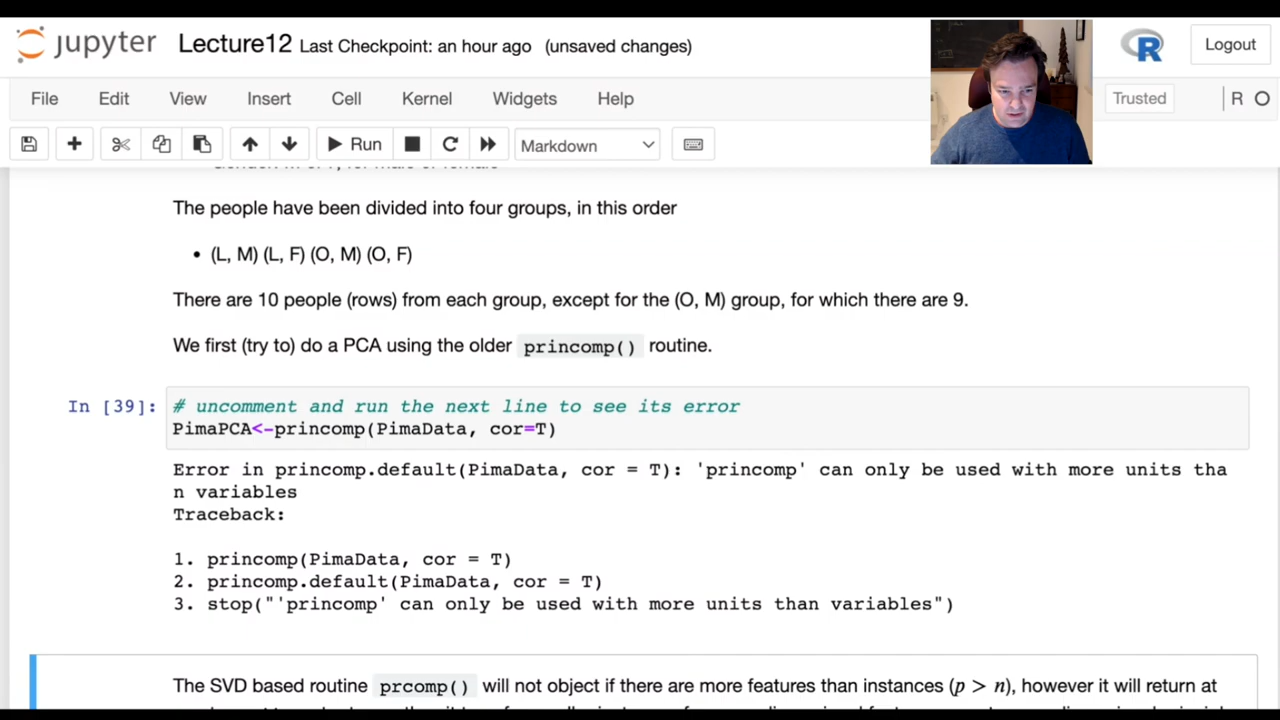 jupyter Lecture12 Last Checkpoint: an hour ago (unsaved changes) R Logout
File Edit View Insert Cell Kernel Widgets Help Trusted R
Run Markdown
The people have been divided into four groups, in this order
• (L, M) (L, F) (O, M) (O, F)
There are 10 people (rows) from each group, except for the (O, M) group, for which there are 9.
We first (try to) do a PCA using the older princomp() routine.
In [39]: # uncomment and run the next line to see its error
PimaPCA<-princomp(PimaData, cor=T)
Error in princomp.default(PimaData, cor = T): 'princomp' can only be used with more units tha
n variables
Traceback:
1. princomp(PimaData, cor = T)
2. princomp.default(PimaData, cor = T)
3. stop("'princomp' can only be used with more units than variables")
The SVD based routine prcomp() will not object if there are more features than instances (p > n), however it will return at